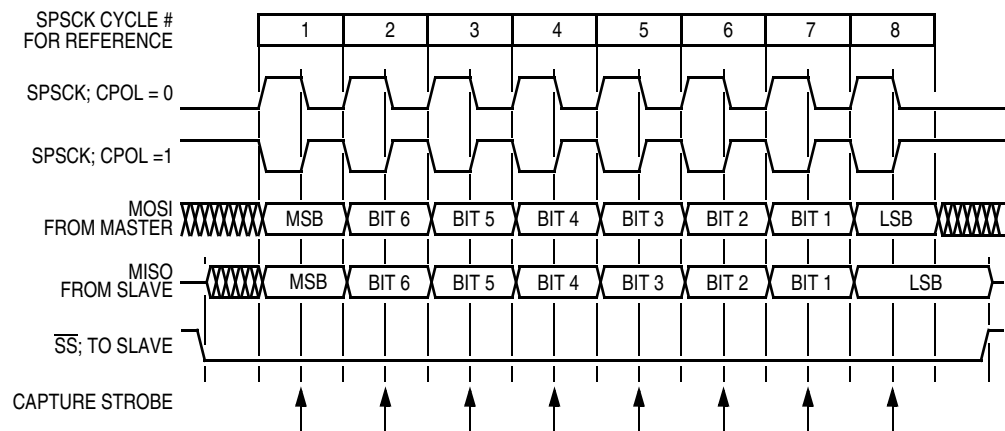 SPSCK CYCLE #
FOR REFERENCE
1 2 3 4 5 6 7 8
SPSCK; CPOL = 0
SPSCK; CPOL =1
MOSI
FROM MASTER
MSB BIT 6 BIT 5 BIT 4 BIT 3 BIT 2 BIT 1 LSB
MISO
FROM SLAVE
MSB BIT 6 BIT 5 BIT 4 BIT 3 BIT 2 BIT 1 LSB
SS; TO SLAVE
CAPTURE STROBE